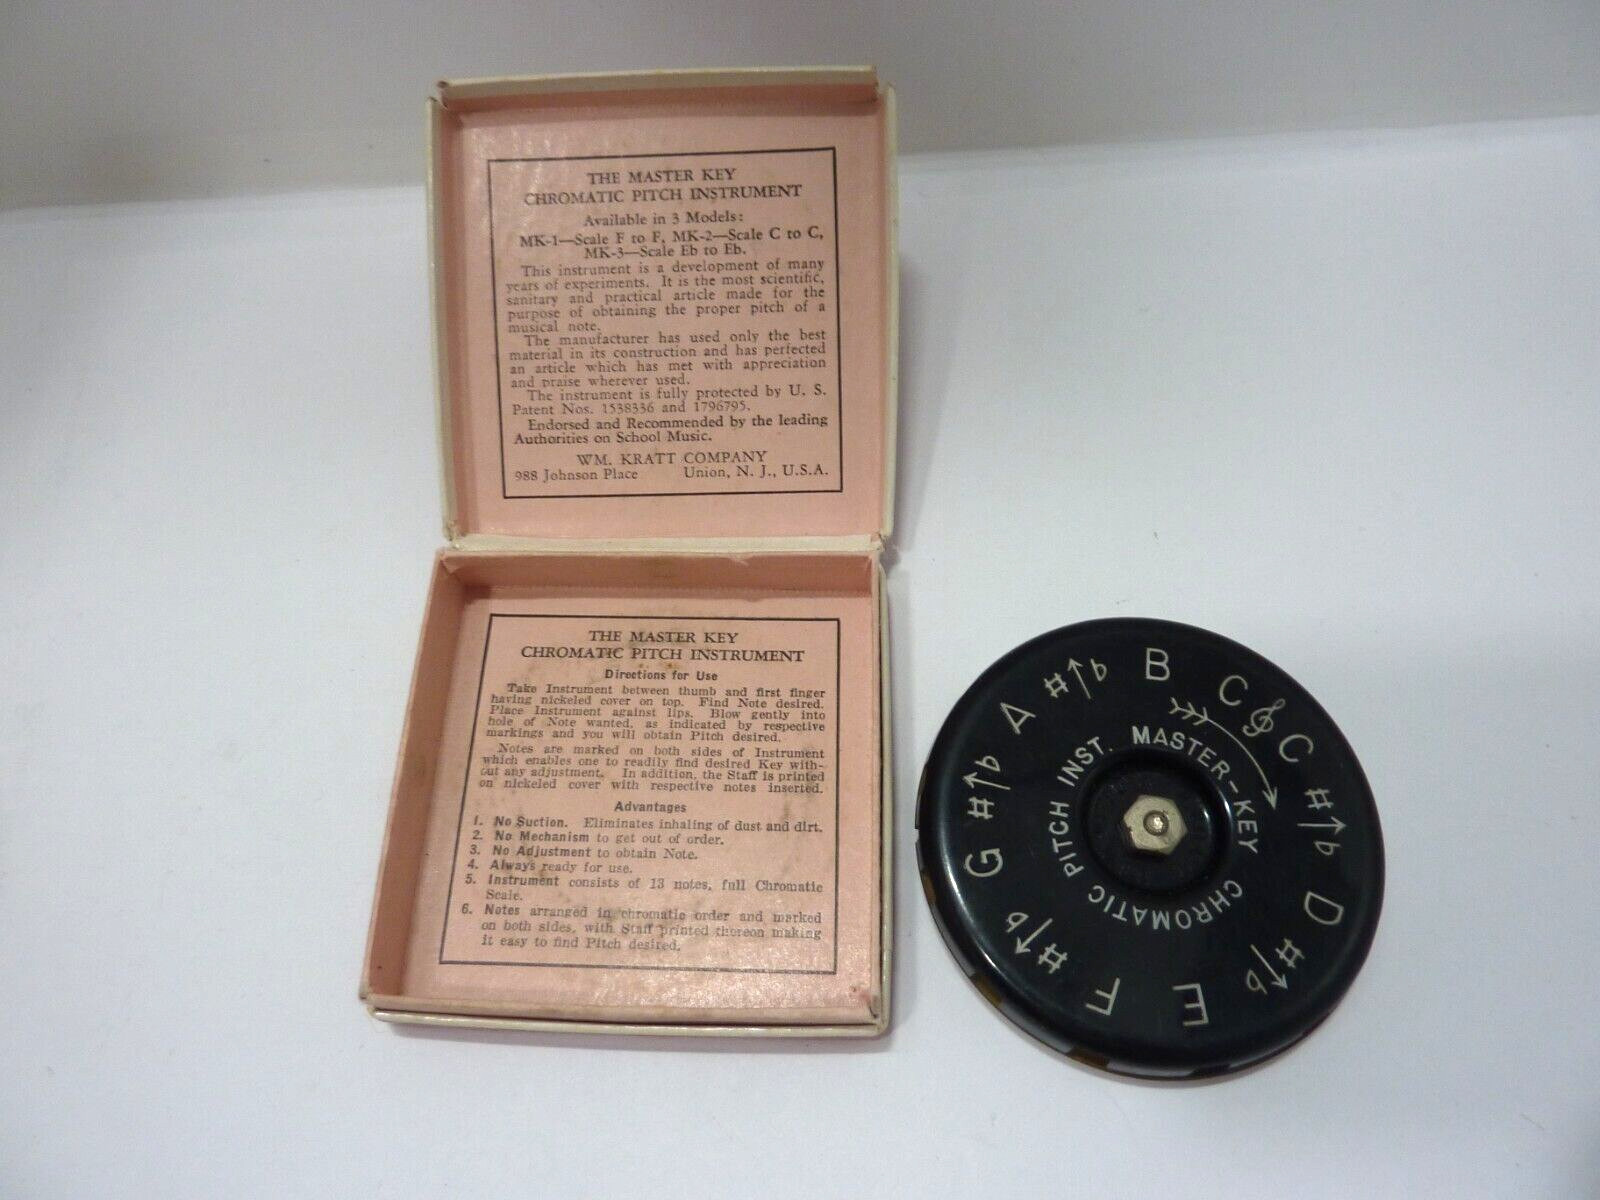 THE MASTER KEY
CHROMATIC PITCH INSTRUMENT
Available in 3 Models:
MK-1—Scale F to F, MK-2—Scale C to C,
MK-3—Scale Eb to Eb.
This instrument is a development of many
years of experiments. It is the most scientific,
sanitary and practical article made for the
purpose of obtaining the proper pitch of a
musical note.
The manufacturer has used only the best
material in its construction and has perfected
an article which has met with appreciation
and praise wherever used.
The instrument is fully protected by U. S.
Patent Nos. 1538336 and 1796795.
Endorsed and Recommended by the leading
Authorities on School Music.
WM. KRATT COMPANY
988 Johnson Place Union, N. J., U.S.A.
THE MASTER KEY
CHROMATIC PITCH INSTRUMENT
Directions for Use
Take Instrument between thumb and first finger
having nickeled cover on top. Find Note desired.
Place Instrument against lips. Blow gently into
hole of Note wanted, as indicated by respective
markings and you will obtain Pitch desired.
Notes are marked on both sides of Instrument
which enables one to readily find desired Key with-
out any adjustment. In addition, the Staff is printed
on nickeled cover with respective notes inserted.
Advantages
1. No Suction. Eliminates inhaling of dust and dirt.
2. No Mechanism to get out of order.
3. No Adjustment to obtain Note.
4. Always ready for use.
5. Instrument consists of 13 notes, full Chromatic
Scale.
6. Notes arranged in chromatic order and marked
on both sides, with Staff printed thereon making
it easy to find Pitch desired.
C
#↑b
D
#↑b
E
F
#↑b
G
#↑b
A
#↑b
B
C
MASTER-KEY
CHROMATIC PITCH INST.